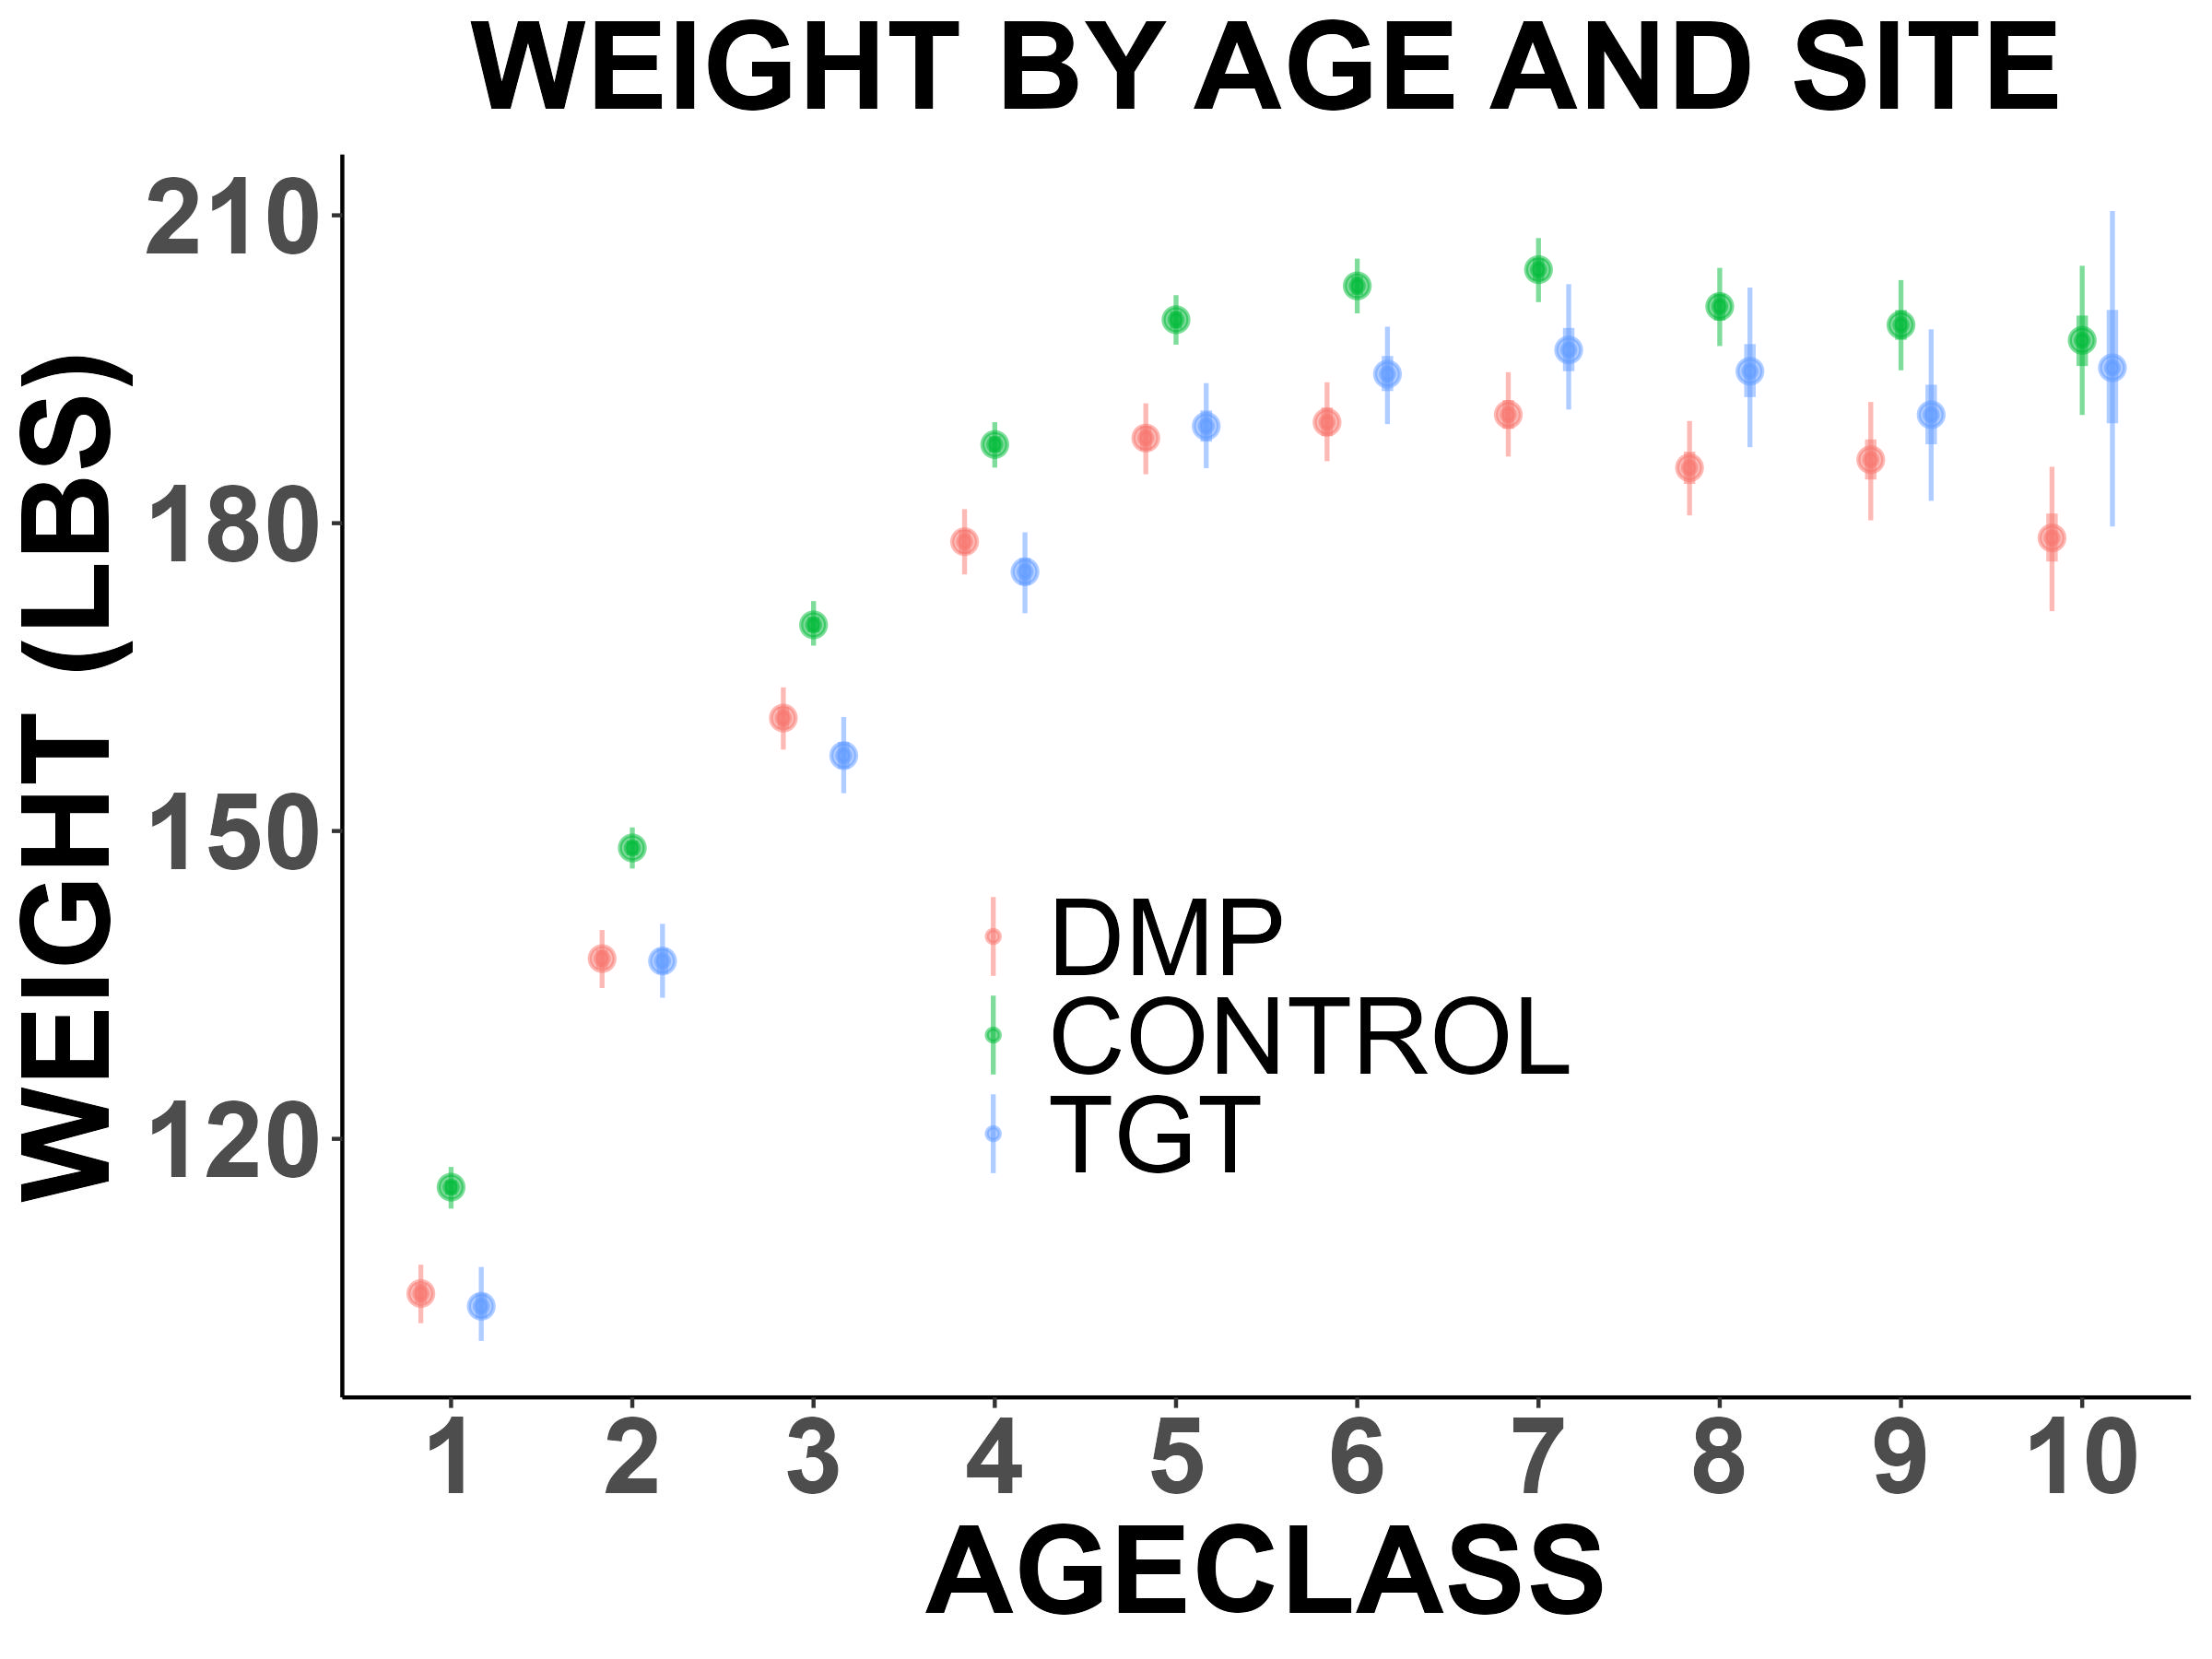 WEIGHT BY AGE AND SITE
WEIGHT (LBS)
210
180
150
120
DMP
CONTROL
TGT
1 2 3 4 5 6 7 8 9 10
AGECLASS